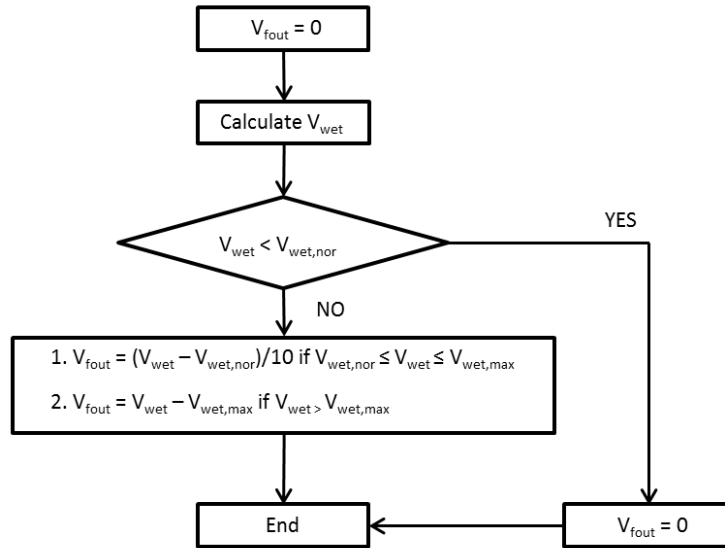 V_fout = 0
Calculate V_wet
V_wet < V_wet,nor
YES
NO
1. V_fout = (V_wet – V_wet,nor)/10 if V_wet,nor ≤ V_wet ≤ V_wet,max
2. V_fout = V_wet – V_wet,max if V_wet > V_wet,max
End
V_fout = 0